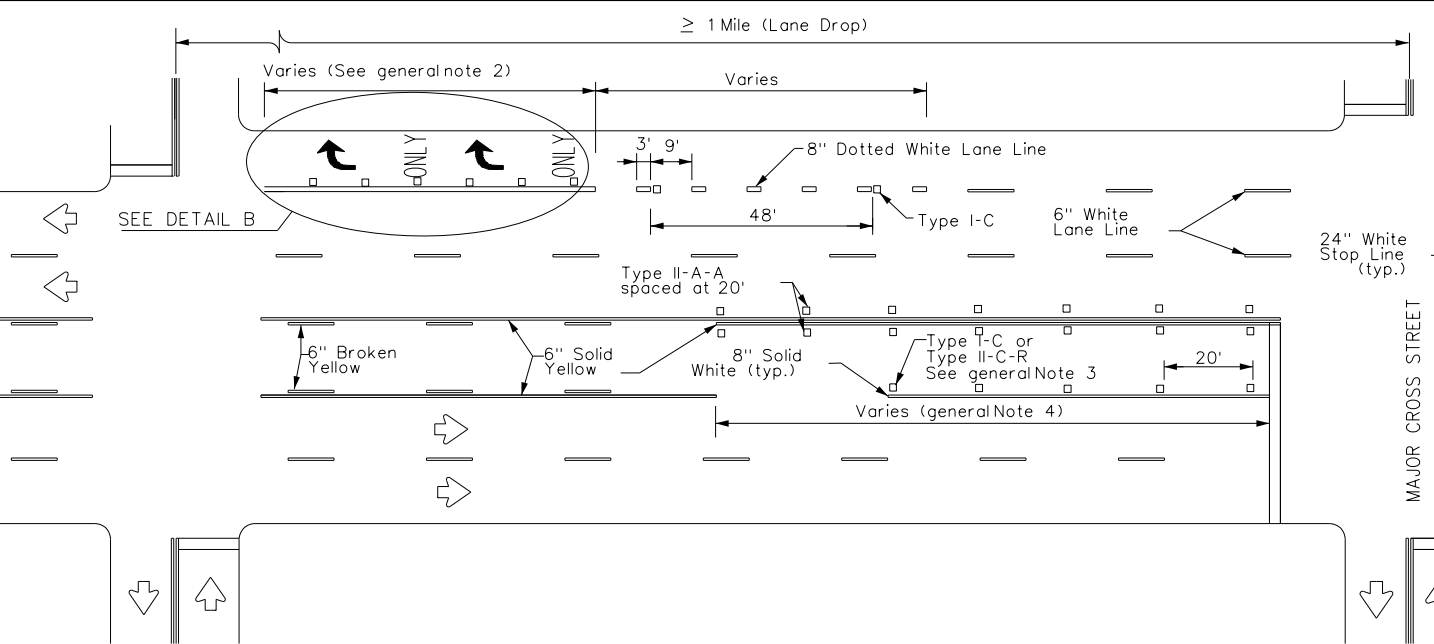 ≥ 1 Mile (Lane Drop)
Varies (See general note 2)
Varies
ONLY
ONLY
3'
9'
8" Dotted White Lane Line
SEE DETAIL B
48'
Type I-C
6" White
Lane Line
24" White
Stop Line
(typ.)
Type II-A-A
spaced at 20'
6" Broken
Yellow
6" Solid
Yellow
8" Solid
White (typ.)
Type I-C or
Type II-C-R
See general Note 3
20'
Varies (general Note 4)
MAJOR CROSS STREET